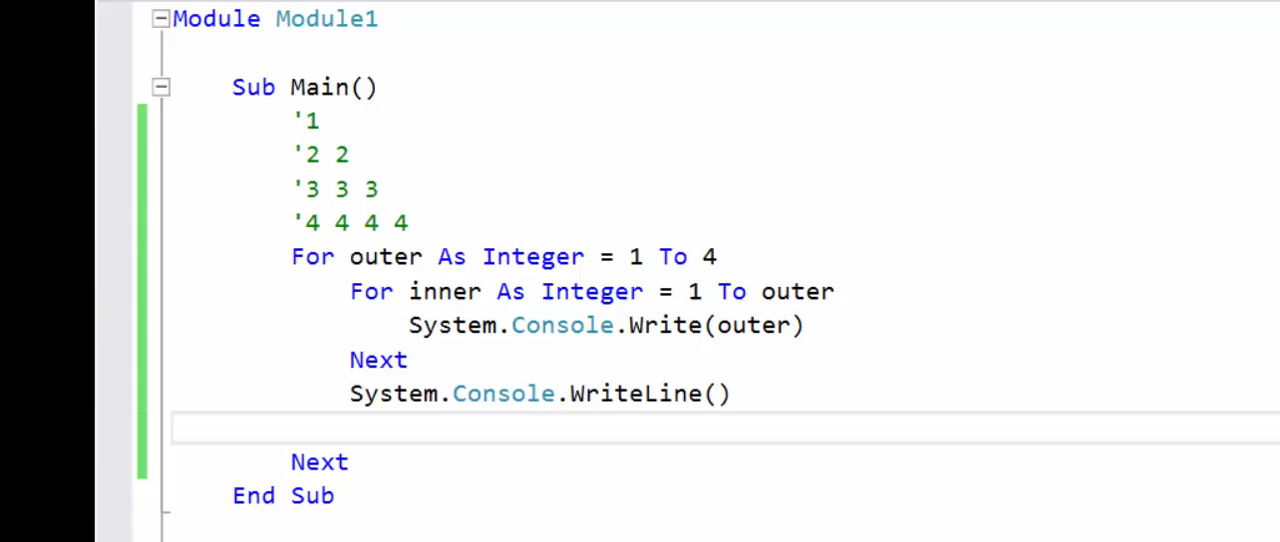 Module Module1
Sub Main()
'1
'2 2
'3 3 3
'4 4 4 4
For outer As Integer = 1 To 4
For inner As Integer = 1 To outer
System.Console.Write(outer)
Next
System.Console.WriteLine()
Next
End Sub